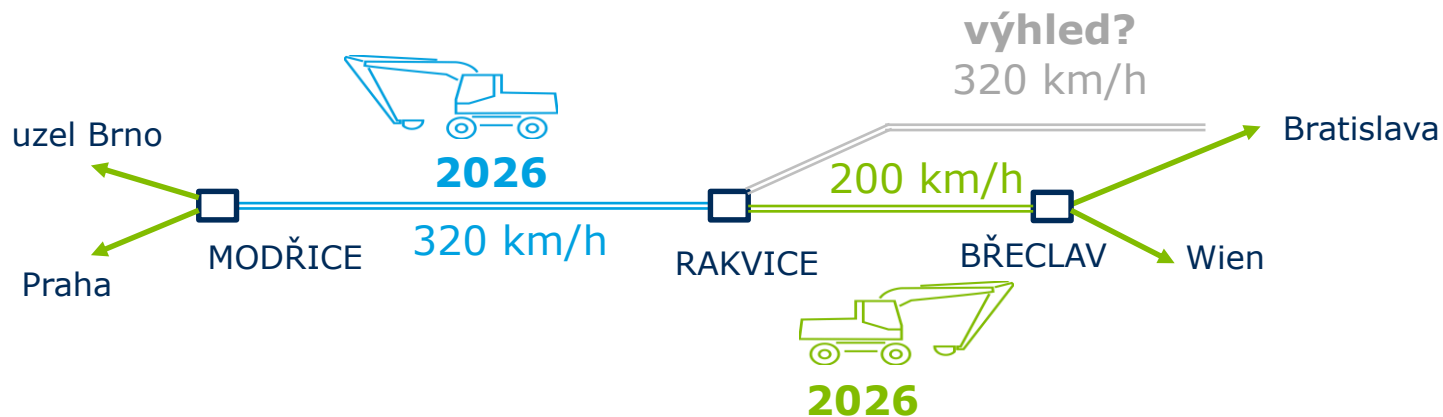 výhled?
320 km/h
uzel Brno
Bratislava
2026
200 km/h
320 km/h
MODŘICE
RAKVICE
BŘECLAV
Wien
Praha
2026